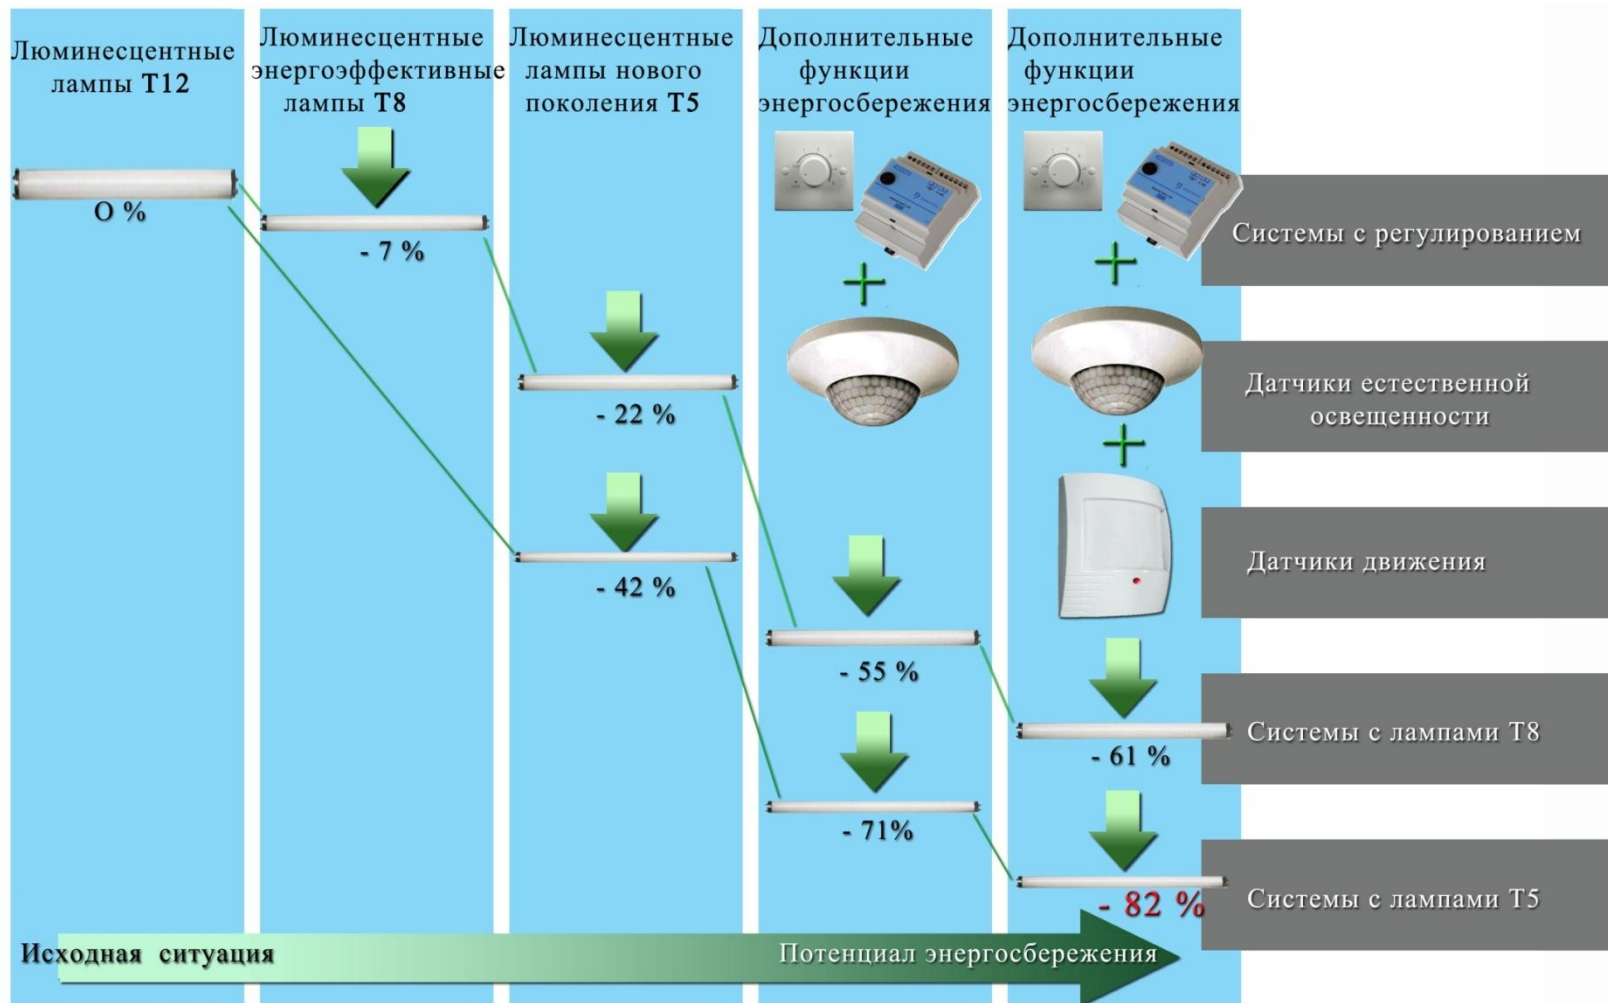 Люминесцентные
лампы Т12
Люминесцентные
энергоэффективные
лампы Т8
Люминесцентные
лампы нового
поколения Т5
Дополнительные
функции
энергосбережения
Дополнительные
функции
энергосбережения
О %
- 7 %
- 22 %
- 42 %
- 55 %
- 71%
- 61 %
- 82 %
Системы с регулированием
Датчики естественной
освещенности
Датчики движения
Системы с лампами Т8
Системы с лампами Т5
Исходная ситуация
Потенциал энергосбережения